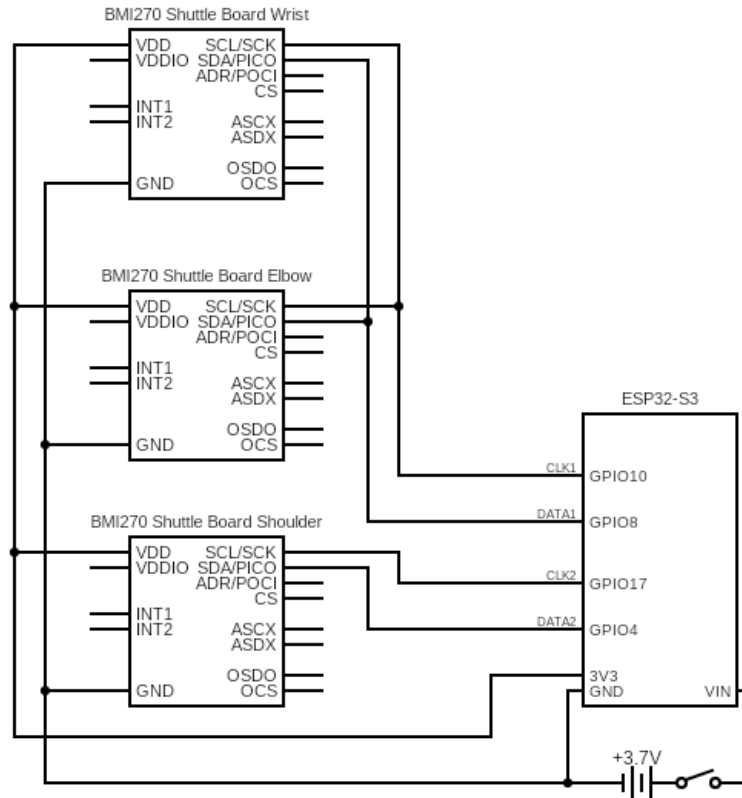 BMI270 Shuttle Board Wrist
VDD SCL/SCK
VDDIO SDA/PICO
ADR/POCI
CS
INT1
INT2 ASCX
ASDX
OSDO
GND OCS
BMI270 Shuttle Board Elbow
VDD SCL/SCK
VDDIO SDA/PICO
ADR/POCI
CS
INT1
INT2 ASCX
ASDX
OSDO
GND OCS
BMI270 Shuttle Board Shoulder
VDD SCL/SCK
VDDIO SDA/PICO
ADR/POCI
CS
INT1
INT2 ASCX
ASDX
OSDO
GND OCS
ESP32-S3
CLK1 GPIO10
DATA1 GPIO8
CLK2 GPIO17
DATA2 GPIO4
3V3
GND VIN
+3.7V